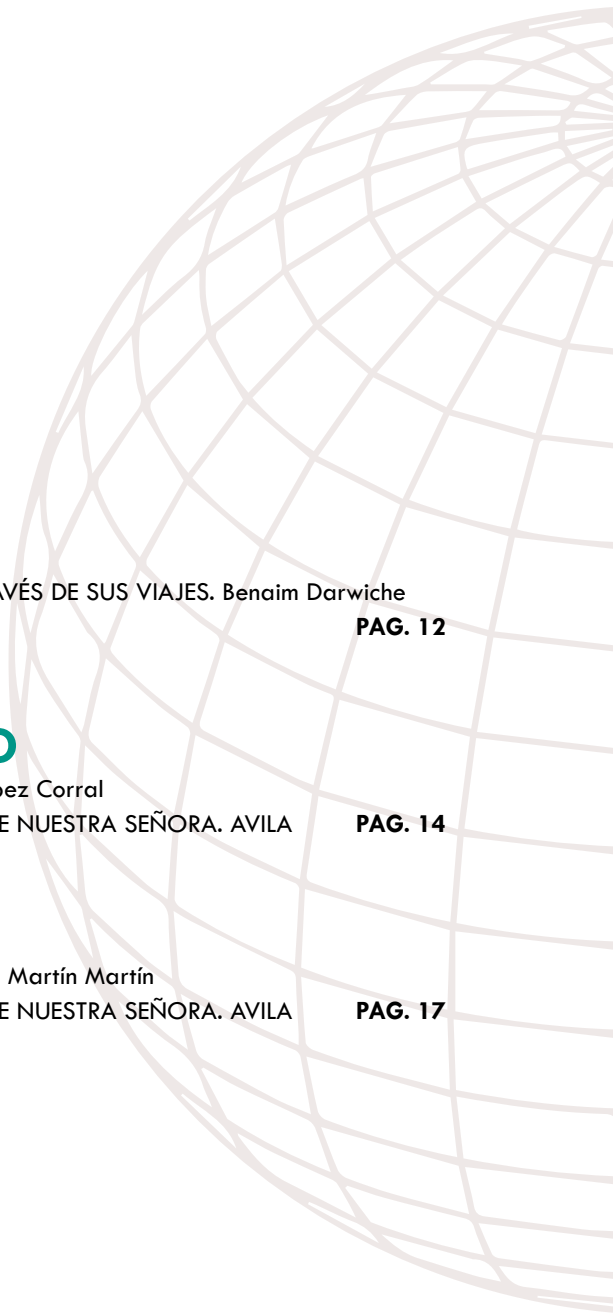 AVÉS DE SUS VIAJES. Benaim Darwiche
PAG. 12
O
pez Corral
E NUESTRA SEÑORA. AVILA PAG. 14
Martín Martín
E NUESTRA SEÑORA. AVILA PAG. 17